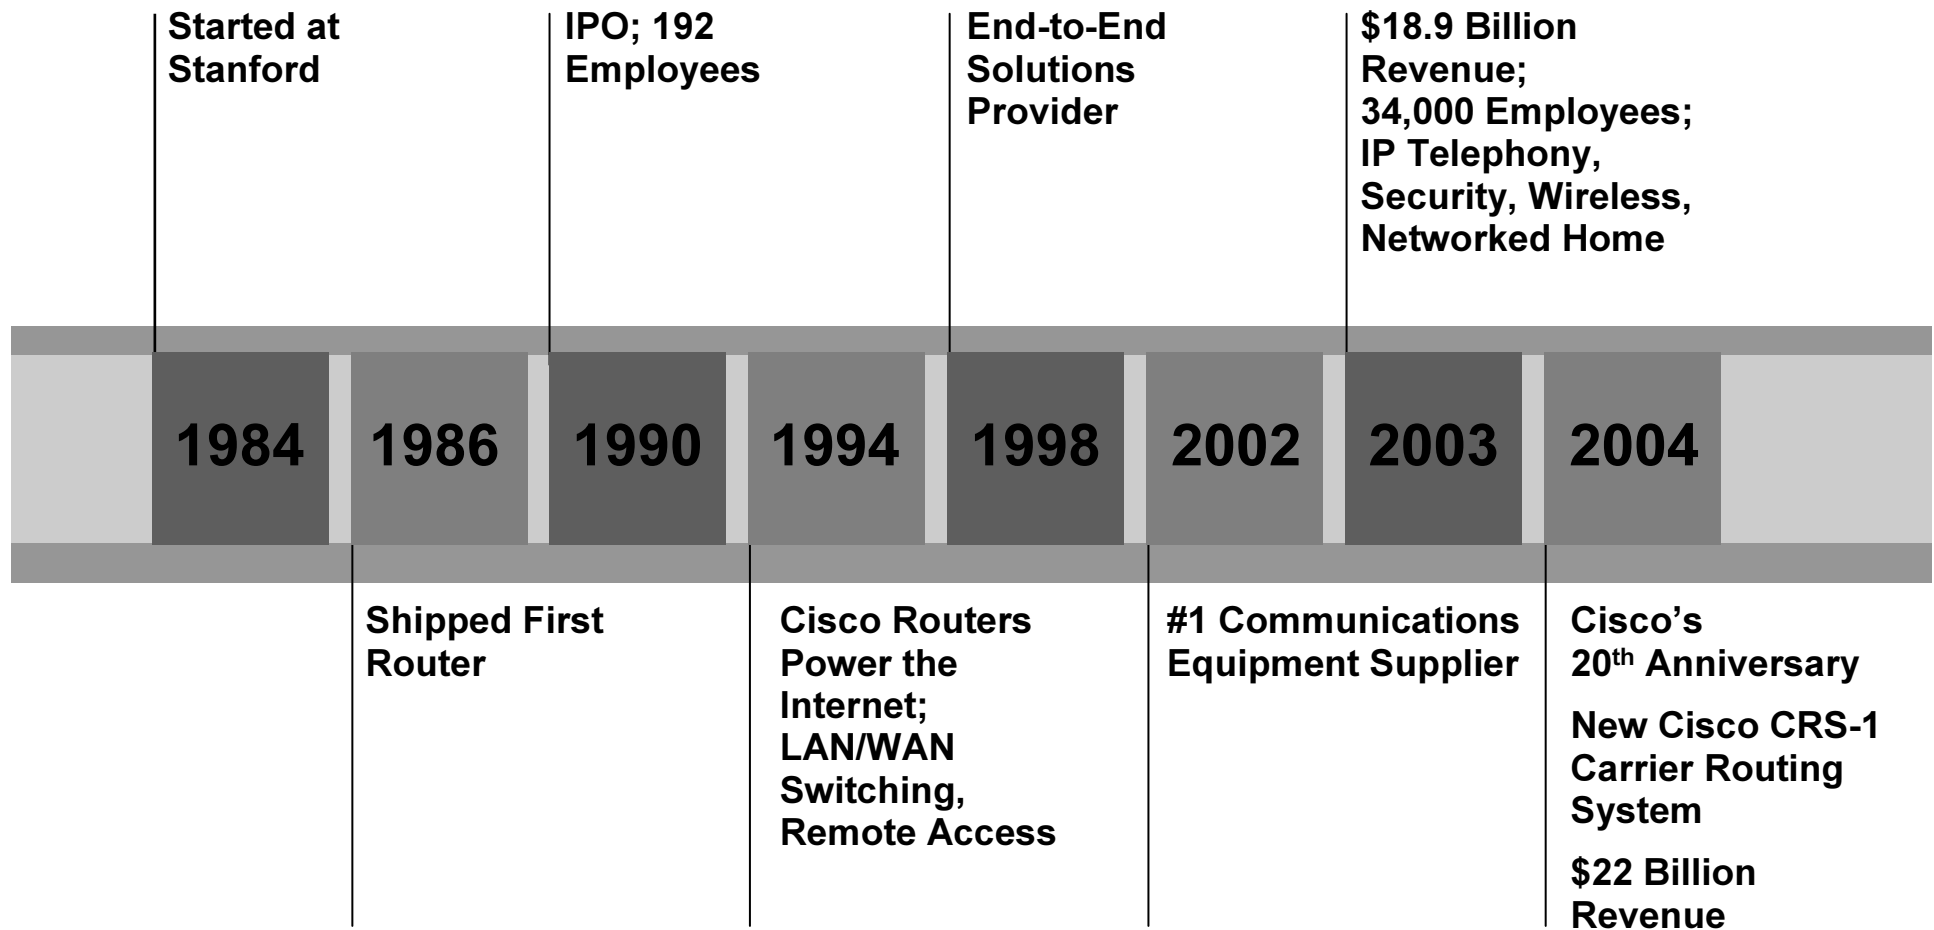 Started at
Stanford
IPO; 192
Employees
End-to-End
Solutions
Provider
$18.9 Billion
Revenue;
34,000 Employees;
IP Telephony,
Security, Wireless,
Networked Home
1984 1986 1990 1994 1998 2002 2003 2004
Shipped First
Router
Cisco Routers
Power the
Internet;
LAN/WAN
Switching,
Remote Access
#1 Communications
Equipment Supplier
Cisco’s
20th Anniversary
New Cisco CRS-1
Carrier Routing
System
$22 Billion
Revenue